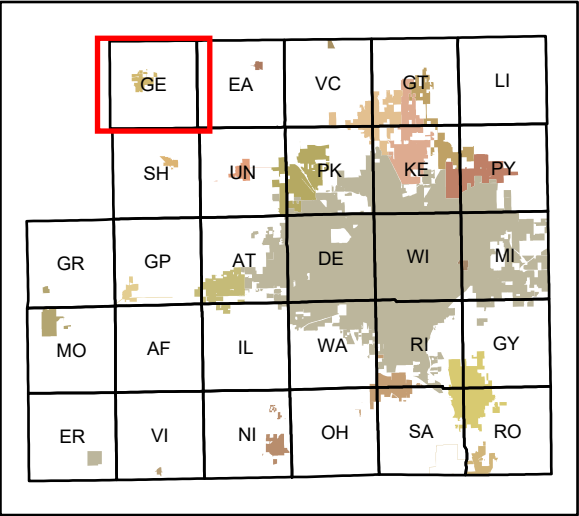 GE EA VC GT LI
SH UN PK KE PY
GR GP AT DE WI MI
MO AF IL WA RI GY
ER VI NI OH SA RO